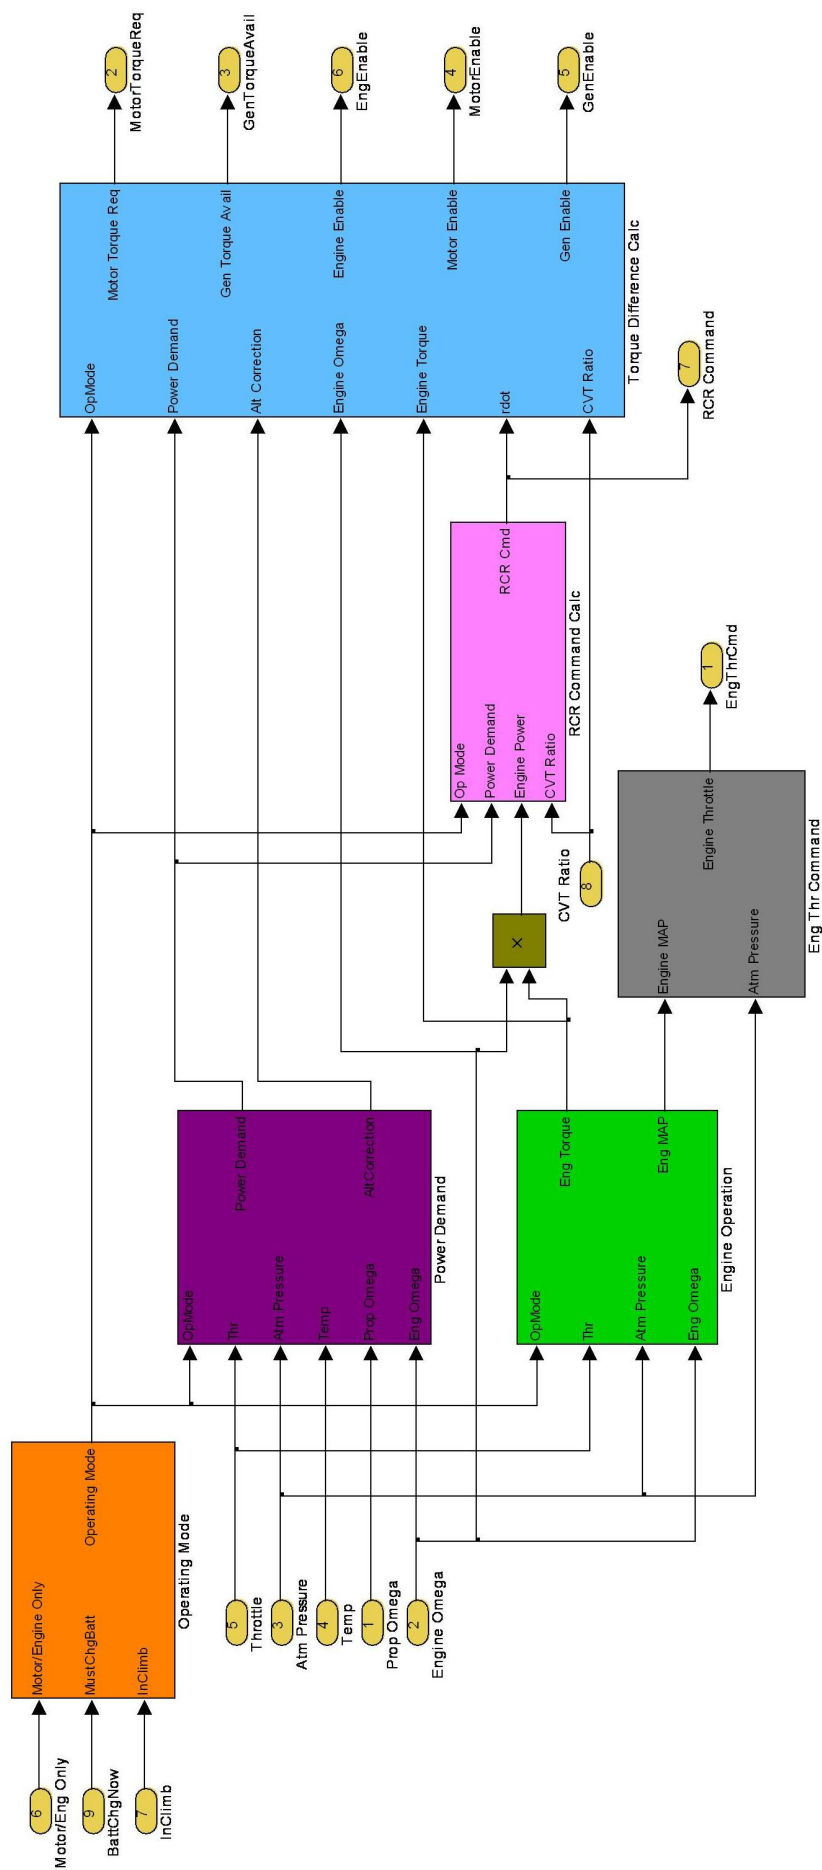 6
Motor/Eng Only
9
BattChgNow
7
InClimb
Motor/Engine Only
MustChgBatt
InClimb
Operating Mode
Operating Mode
5
Throttle
3
Atm Pressure
4
Temp
1
Prop Omega
2
Engine Omega
OpMode
Thr
Atm Pressure
Temp
Prop Omega
Eng Omega
Power Demand
AltCorrection
Power Demand
OpMode
Thr
Atm Pressure
Eng Omega
Eng Torque
Eng MAP
Engine Operation
×
8
CVT Ratio
Engine MAP
Atm Pressure
Engine Throttle
Eng Thr Command
1
EngThrCmd
Op Mode
Power Demand
Engine Power
CVT Ratio
RCR Cmd
RCR Command Calc
7
RCR Command
OpMode
Power Demand
Alt Correction
Engine Omega
Engine Torque
rdot
CVT Ratio
Motor Torque Req
Gen Torque Avail
Engine Enable
Motor Enable
Gen Enable
Torque Difference Calc
2
MotorTorqueReq
3
GenTorqueAvail
6
EngEnable
4
MotorEnable
5
GenEnable